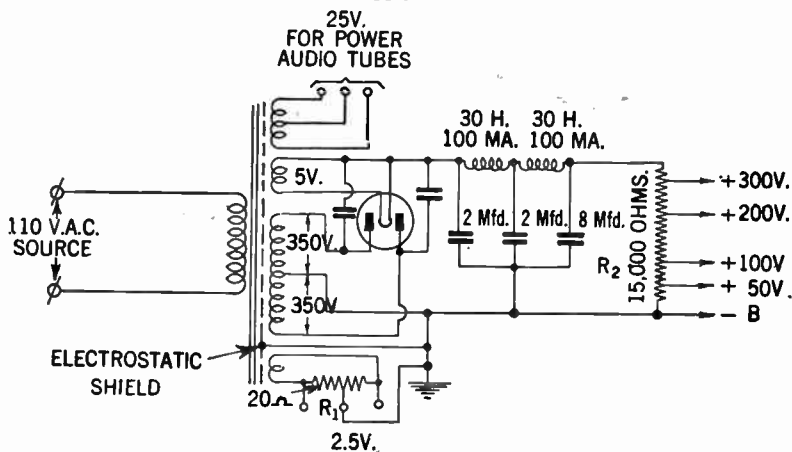 25V.
FOR POWER
AUDIO TUBES
30 H. 30 H.
100 MA. 100 MA.
5V.
110 V.A.C.
SOURCE
350V
350V
2 Mfd. 2 Mfd. 8 Mfd.
R2
15,000 OHMS.
+300V.
+200V.
+100V
+ 50V.
- B
ELECTROSTATIC
SHIELD
20Ω R1
2.5V.